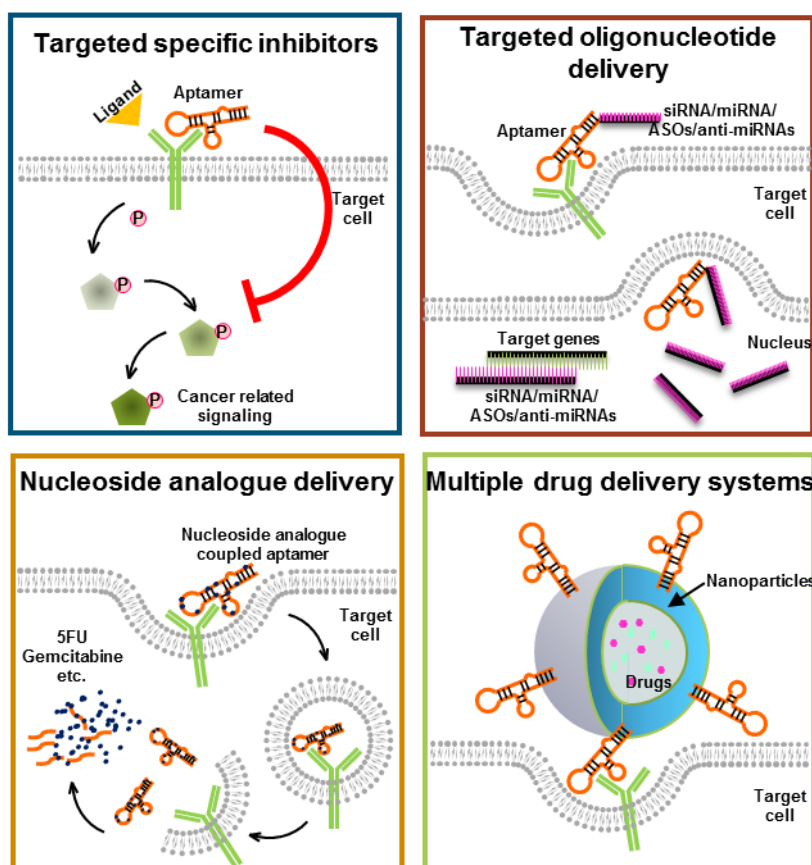 Targeted specific inhibitors
Ligand
Aptamer
Target
cell
P
P
P
P
Cancer related
signaling
Targeted oligonucleotide
delivery
siRNA/miRNA/
ASOs/anti-miRNAs
Aptamer
Target
cell
Target genes
Nucleus
siRNA/miRNA/
ASOs/anti-miRNAs
Nucleoside analogue delivery
Nucleoside analogue
coupled aptamer
Target
cell
5FU
Gemcitabine
etc.
Multiple drug delivery systems
Nanoparticles
Drugs
Target
cell